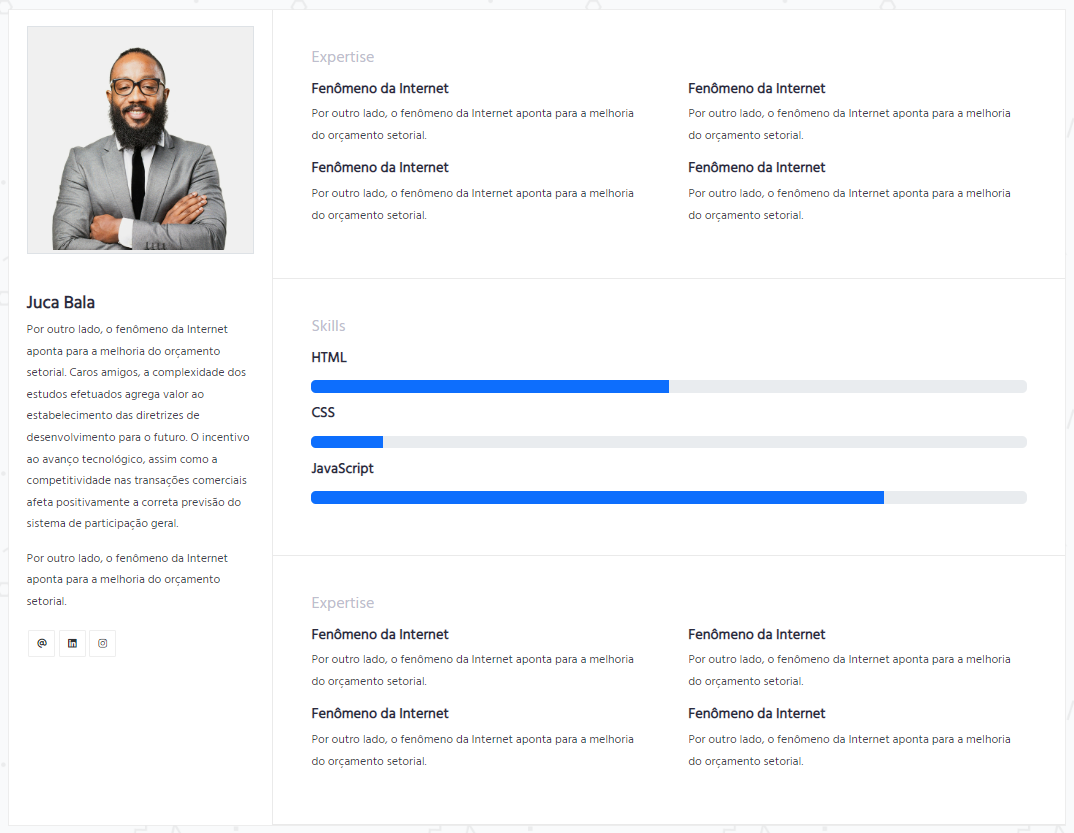 Juca Bala
Por outro lado, o fenômeno da Internet
aponta para a melhoria do orçamento
setorial. Caros amigos, a complexidade dos
estudos efetuados agrega valor ao
estabelecimento das diretrizes de
desenvolvimento para o futuro. O incentivo
ao avanço tecnológico, assim como a
competitividade nas transações comerciais
afeta positivamente a correta previsão do
sistema de participação geral.
Por outro lado, o fenômeno da Internet
aponta para a melhoria do orçamento
setorial.
@
Expertise
Fenômeno da Internet
Por outro lado, o fenômeno da Internet aponta para a melhoria
do orçamento setorial.
Fenômeno da Internet
Por outro lado, o fenômeno da Internet aponta para a melhoria
do orçamento setorial.
Fenômeno da Internet
Por outro lado, o fenômeno da Internet aponta para a melhoria
do orçamento setorial.
Fenômeno da Internet
Por outro lado, o fenômeno da Internet aponta para a melhoria
do orçamento setorial.
Skills
HTML
CSS
JavaScript
Expertise
Fenômeno da Internet
Por outro lado, o fenômeno da Internet aponta para a melhoria
do orçamento setorial.
Fenômeno da Internet
Por outro lado, o fenômeno da Internet aponta para a melhoria
do orçamento setorial.
Fenômeno da Internet
Por outro lado, o fenômeno da Internet aponta para a melhoria
do orçamento setorial.
Fenômeno da Internet
Por outro lado, o fenômeno da Internet aponta para a melhoria
do orçamento setorial.